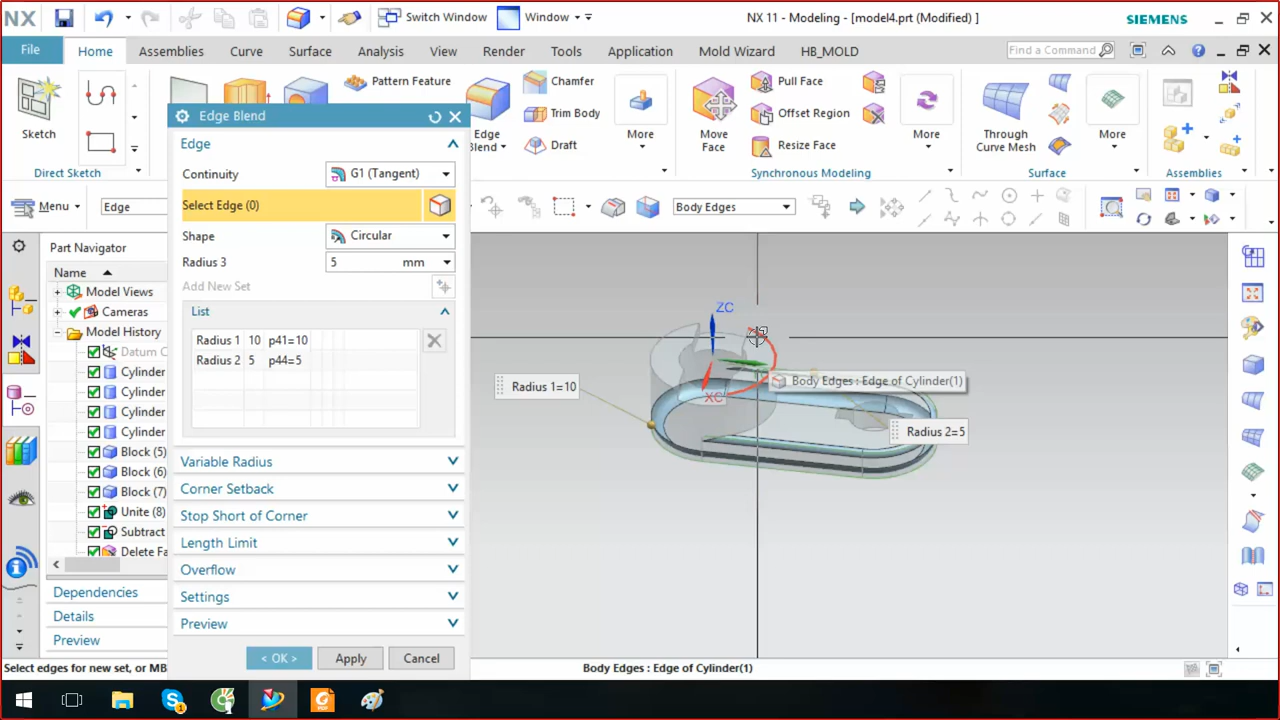 NX
Switch Window
Window
NX 11 - Modeling - [model4.prt (Modified) ]
SIEMENS
File
Home
Assemblies
Curve
Surface
Analysis
View
Render
Tools
Application
Mold Wizard
HB_MOLD
Find a Command
Sketch
Direct Sketch
Pattern Feature
Edge
Blend
Chamfer
Trim Body
Draft
More
Move
Face
Pull Face
Offset Region
Resize Face
More
Synchronous Modeling
Through
Curve Mesh
More
Surface
Assemblies
Menu
Edge
Body Edges
Part Navigator
Name
Model Views
Cameras
Model History
Datum C
Cylinder
Cylinder
Cylinder
Cylinder
Block (5)
Block (6)
Block (7)
Unite (8)
Subtract
Delete Fa
Dependencies
Details
Preview
Edge Blend
Edge
Continuity
G1 (Tangent)
Select Edge (0)
Shape
Circular
Radius 3
5 mm
Add New Set
List
Radius 1 10 p41=10
Radius 2 5 p44=5
Variable Radius
Corner Setback
Stop Short of Corner
Length Limit
Overflow
Settings
Preview
< OK >
Apply
Cancel
ZC
XC
Radius 1=10
Body Edges : Edge of Cylinder(1)
Radius 2=5
Select edges for new set, or MB
Body Edges : Edge of Cylinder(1)